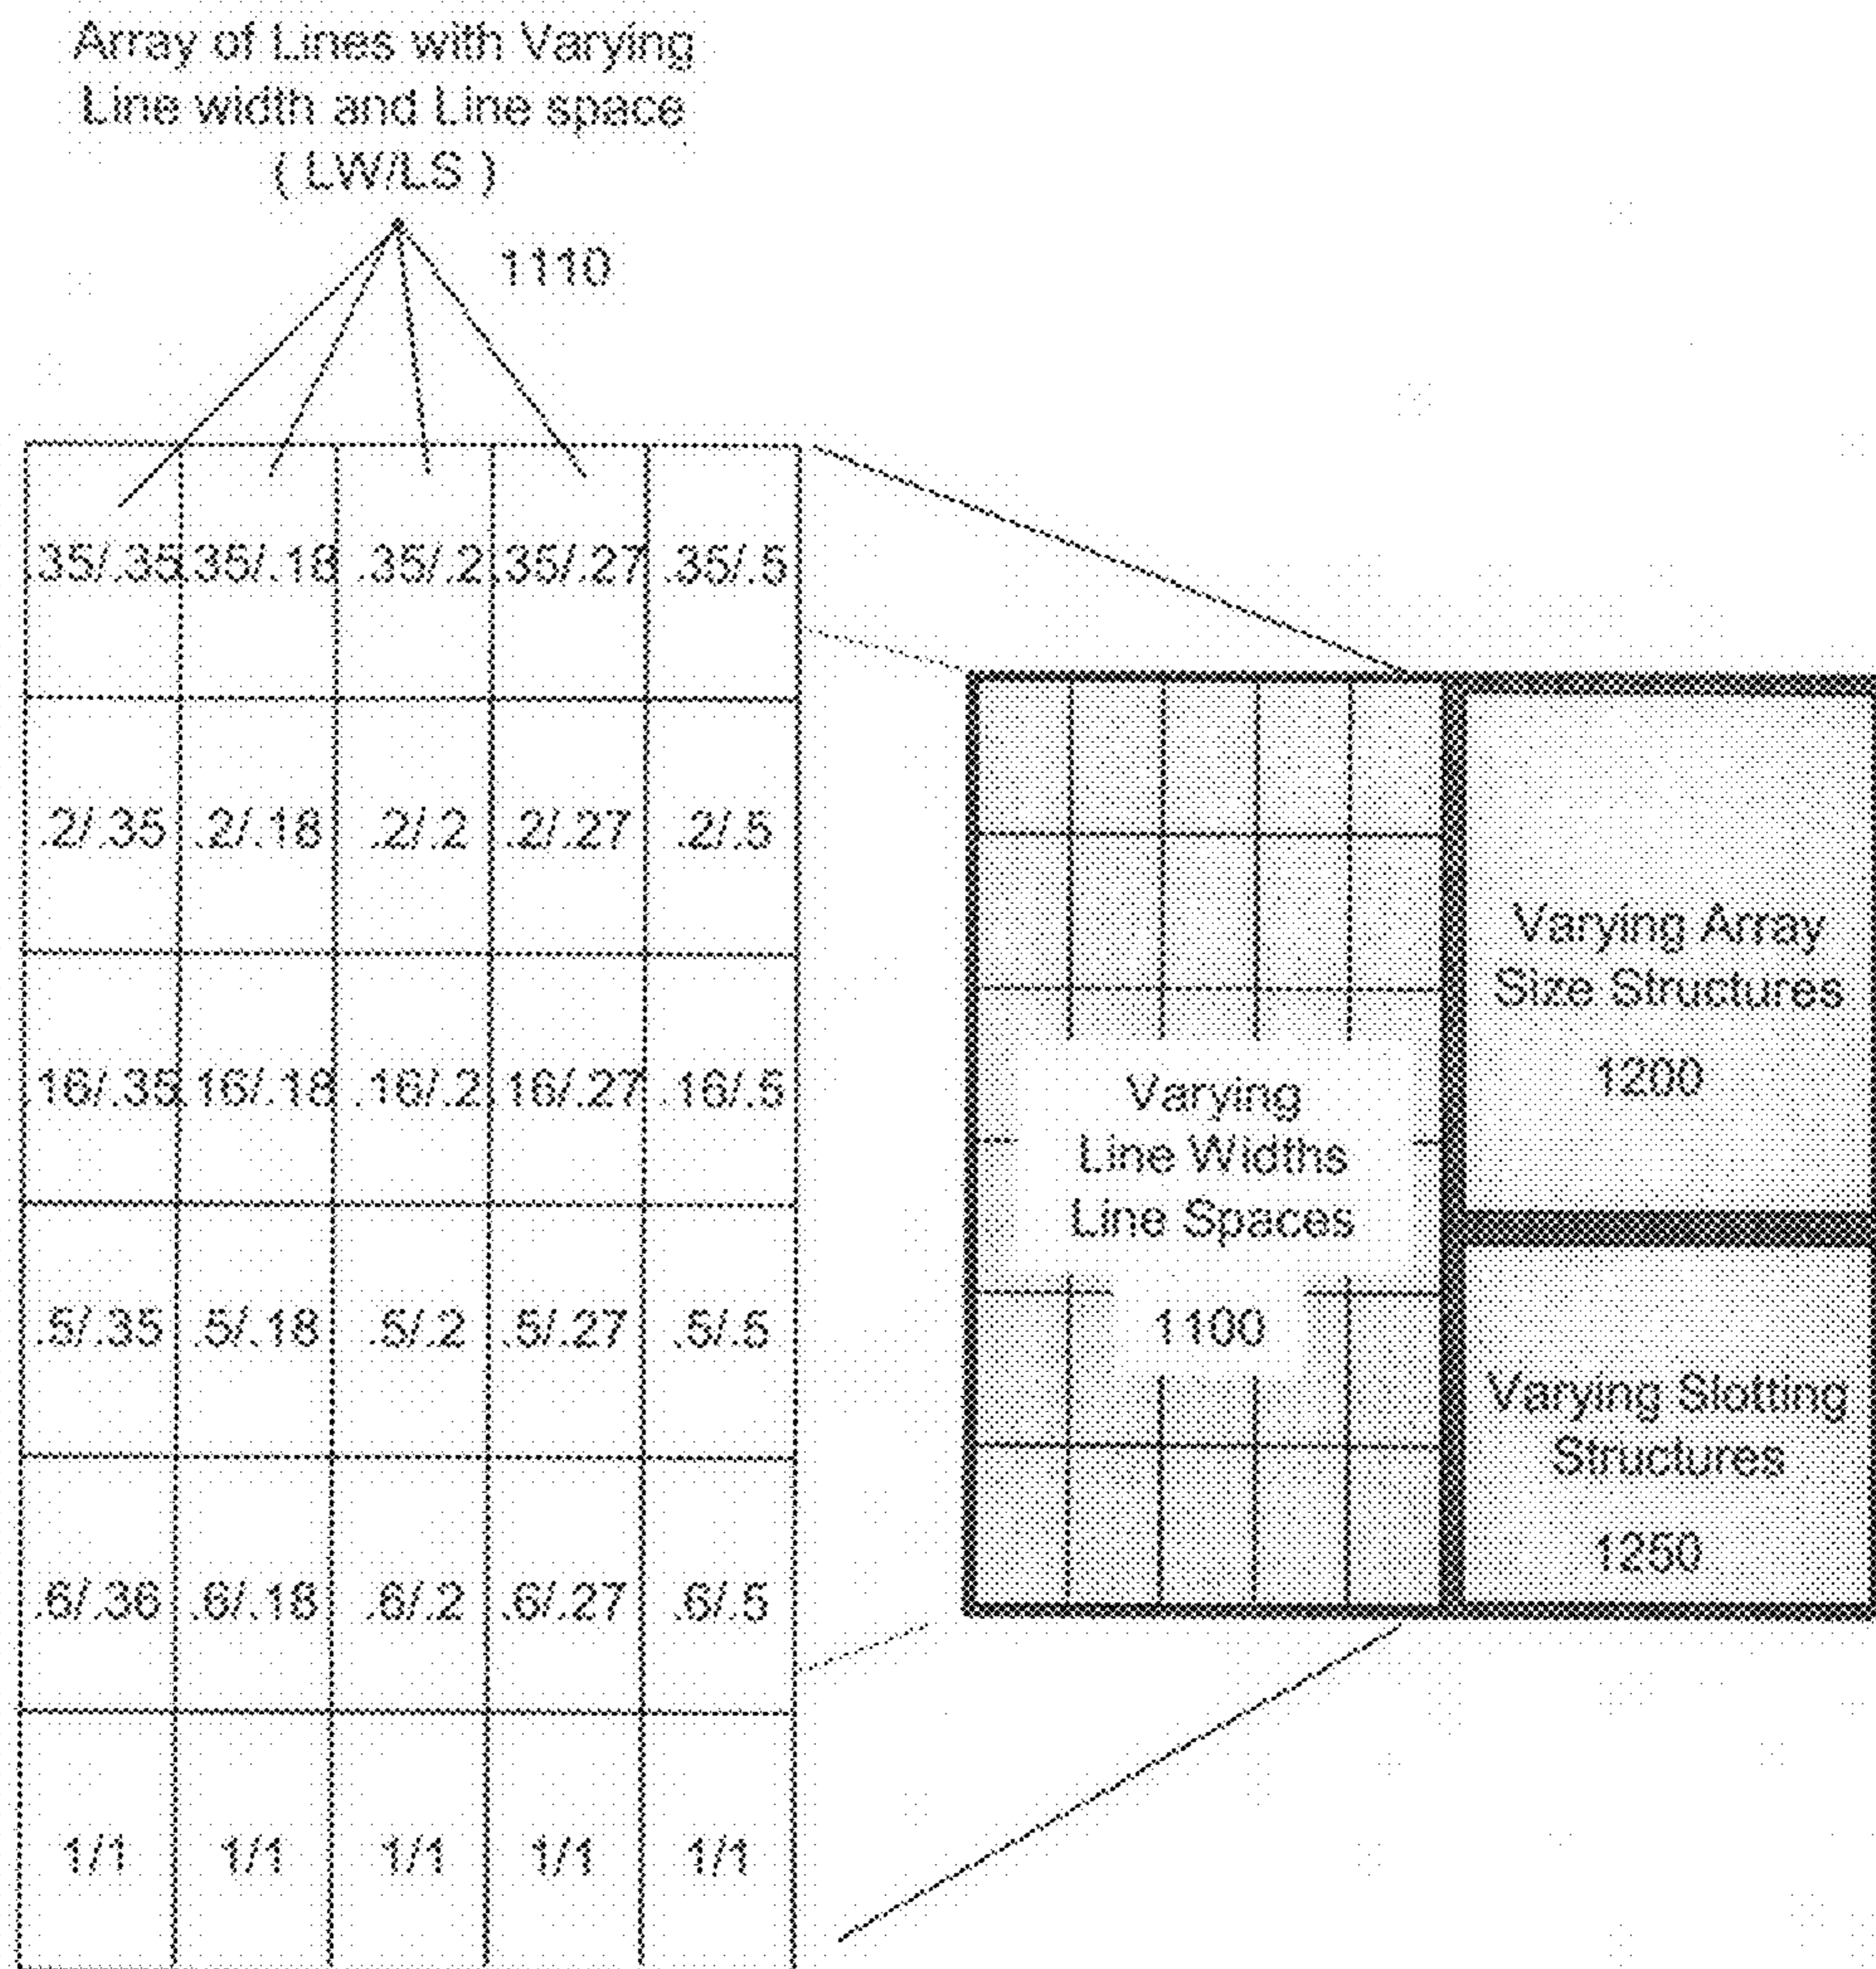 Array of Lines with Varying
Line width and Line space
( LW/LS )
1110
.35/.35 .35/.18 .35/.2 .35/.27 .35/.5
.2/.35 .2/.18 .2/.2 .2/.27 .2/.5
.16/.35 .16/.18 .16/.2 .16/.27 .16/.5
.5/.35 .5/.18 .5/.2 .5/.27 .5/.5
.6/.36 .6/.18 .6/.2 .6/.27 .6/.5
1/1 1/1 1/1 1/1 1/1
Varying
Line Widths
Line Spaces
1100
Varying Array
Size Structures
1200
Varying Slotting
Structures
1250